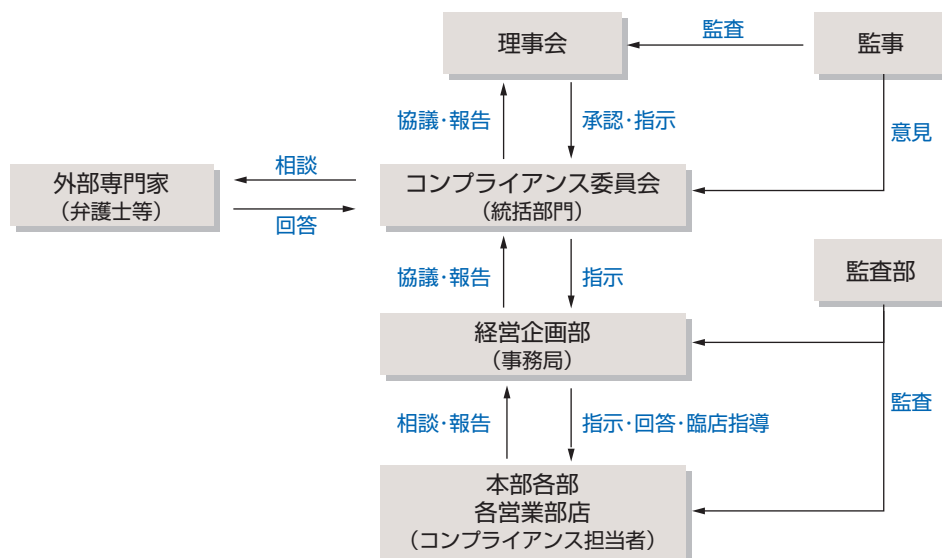 理事会
監査
監事
協議・報告
承認・指示
意見
外部専門家
（弁護士等）
相談
回答
コンプライアンス委員会
（統括部門）
協議・報告
指示
監査部
経営企画部
（事務局）
監査
相談・報告
指示・回答・臨店指導
本部各部
各営業部店
（コンプライアンス担当者）